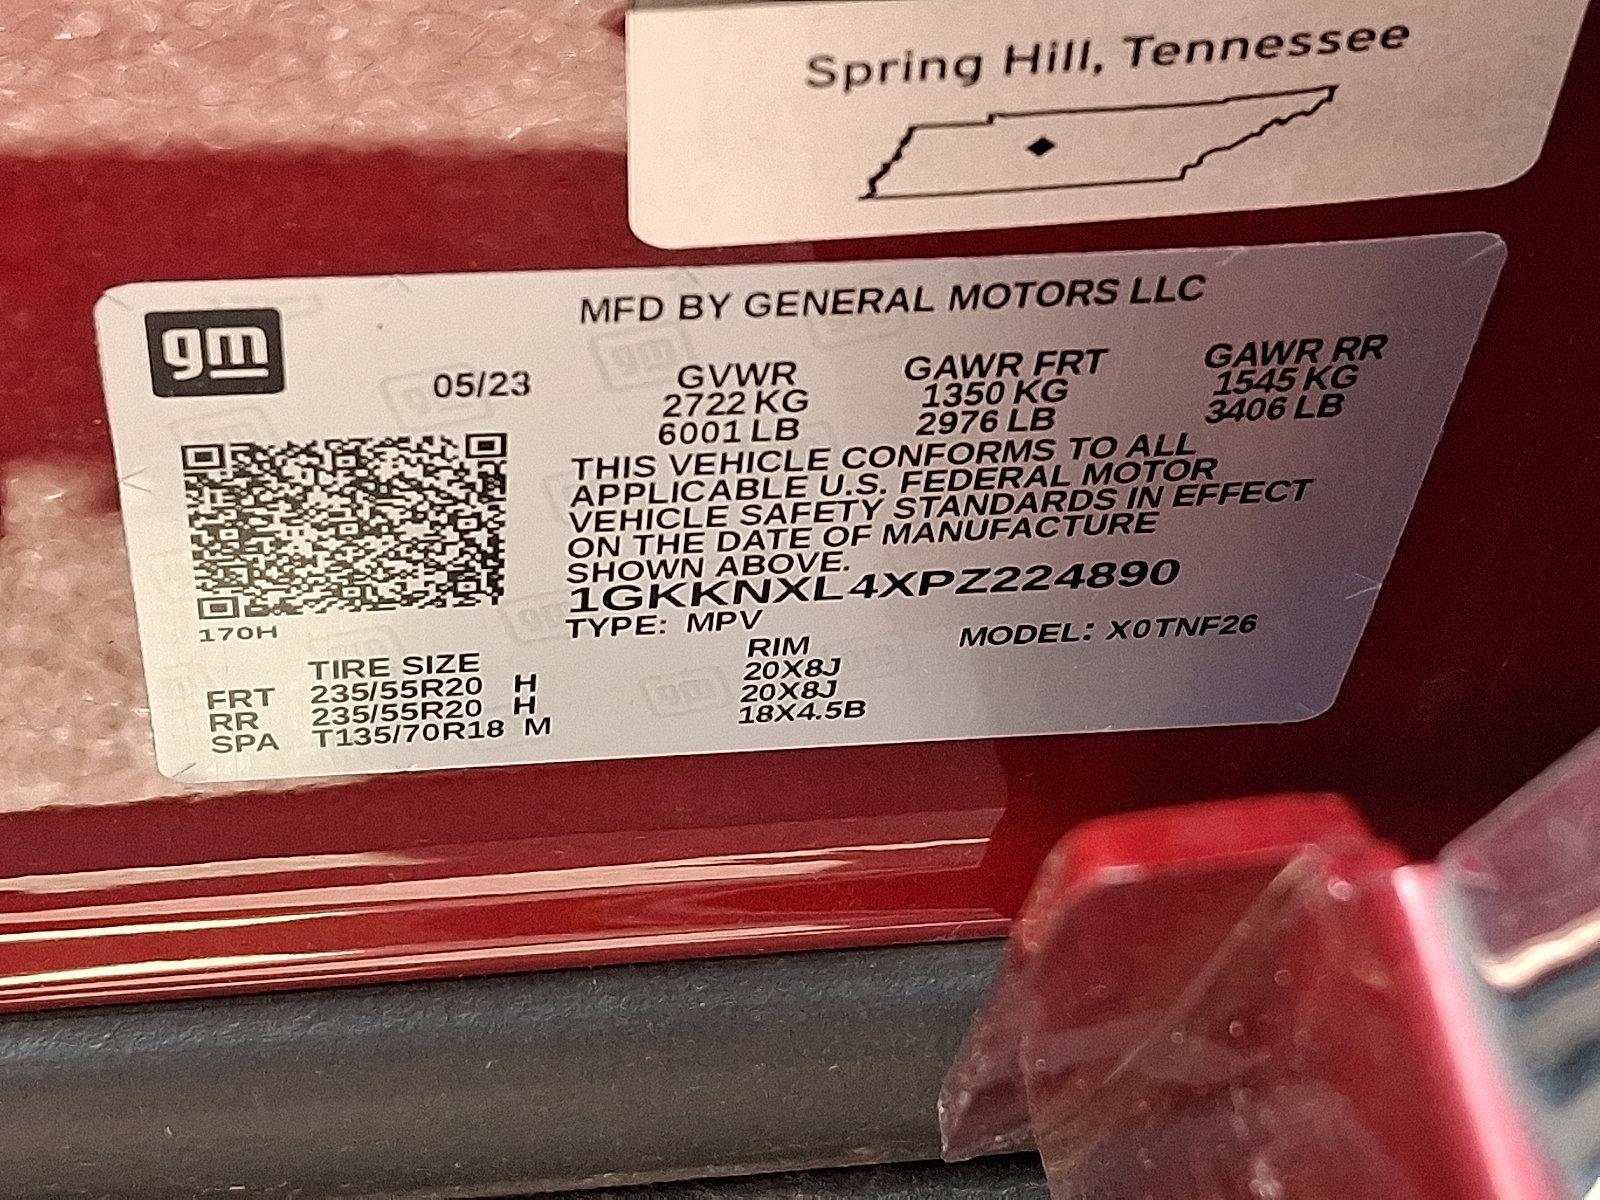 Spring Hill, Tennessee
gm
MFD BY GENERAL MOTORS LLC
05/23
GVWR GAWR FRT GAWR RR
2722 KG 1350 KG 1545 KG
6001 LB 2976 LB 3406 LB
THIS VEHICLE CONFORMS TO ALL
APPLICABLE U.S. FEDERAL MOTOR
VEHICLE SAFETY STANDARDS IN EFFECT
ON THE DATE OF MANUFACTURE
SHOWN ABOVE.
1GKKNXL4XPZ224890
170H
TYPE: MPV MODEL: X0TNF26
TIRE SIZE RIM
FRT 235/55R20 H 20X8J
RR 235/55R20 H 20X8J
SPA T135/70R18 M 18X4.5B